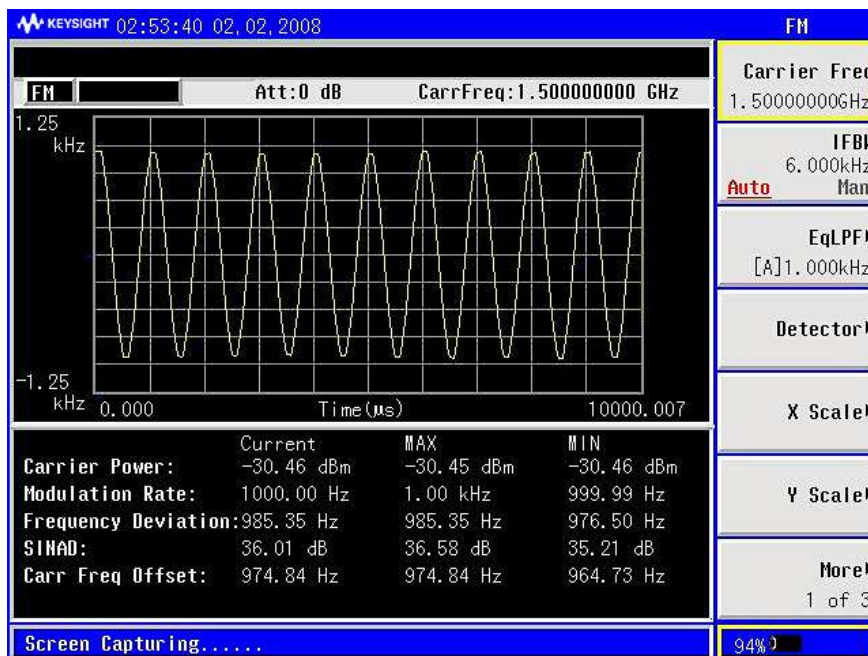 KEYSIGHT 02:53:40 02,02,2008 FM
FM Att:0 dB CarrFreq:1.500000000 GHz
1.25
kHz
-1.25
kHz 0.000 Time(µs) 10000.007
Current MAX MIN
Carrier Power: -30.46 dBm -30.45 dBm -30.46 dBm
Modulation Rate: 1000.00 Hz 1.00 kHz 999.99 Hz
Frequency Deviation: 985.35 Hz 985.35 Hz 976.50 Hz
SINAD: 36.01 dB 36.58 dB 35.21 dB
Carr Freq Offset: 974.84 Hz 974.84 Hz 964.73 Hz
Screen Capturing......
Carrier Freq
1.50000000GHz
IFBW
6.000kHz
Auto Man
EqLPF
[A]1.000kHz
Detector
X Scale
Y Scale
More
1 of 3
94%